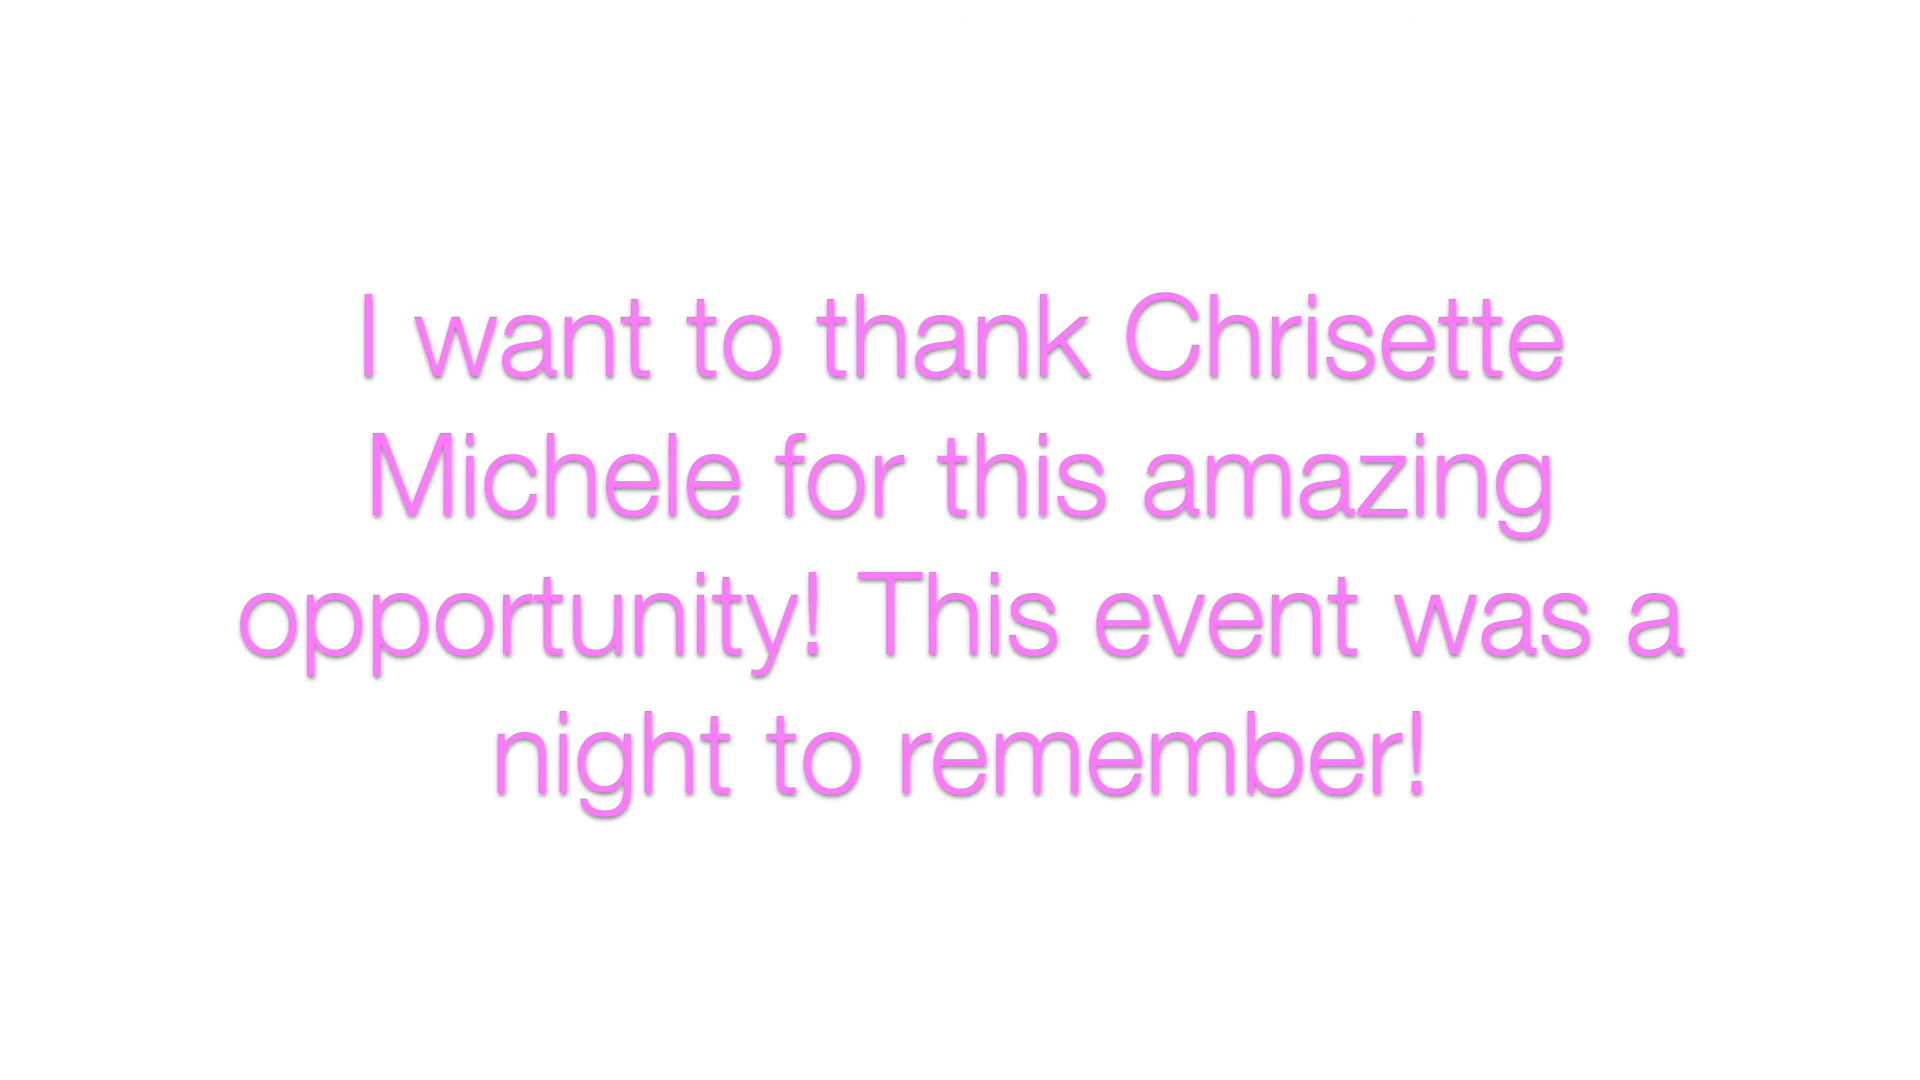 I want to thank Chrisette
Michele for this amazing
opportunity! This event was a
night to remember!